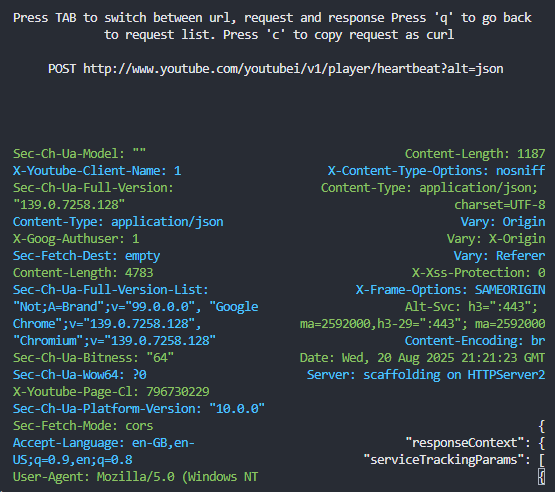 Press TAB to switch between url, request and response Press 'q' to go back
to request list. Press 'c' to copy request as curl
POST http://www.youtube.com/youtubei/v1/player/heartbeat?alt=json
Sec-Ch-Ua-Model: ""
X-Youtube-Client-Name: 1
Sec-Ch-Ua-Full-Version:
"139.0.7258.128"
Content-Type: application/json
X-Goog-Authuser: 1
Sec-Fetch-Dest: empty
Content-Length: 4783
Sec-Ch-Ua-Full-Version-List:
"Not;A=Brand";v="99.0.0.0", "Google
Chrome";v="139.0.7258.128",
"Chromium";v="139.0.7258.128"
Sec-Ch-Ua-Bitness: "64"
Sec-Ch-Ua-Wow64: ?0
X-Youtube-Page-Cl: 796730229
Sec-Ch-Ua-Platform-Version: "10.0.0"
Sec-Fetch-Mode: cors
Accept-Language: en-GB,en-
US;q=0.9,en;q=0.8
User-Agent: Mozilla/5.0 (Windows NT
Content-Length: 1187
X-Content-Type-Options: nosniff
Content-Type: application/json;
charset=UTF-8
Vary: Origin
Vary: X-Origin
Vary: Referer
X-Xss-Protection: 0
X-Frame-Options: SAMEORIGIN
Alt-Svc: h3=":443";
ma=2592000,h3-29=":443"; ma=2592000
Content-Encoding: br
Date: Wed, 20 Aug 2025 21:21:23 GMT
Server: scaffolding on HTTPServer2
{
"responseContext": {
"serviceTrackingParams": [
{